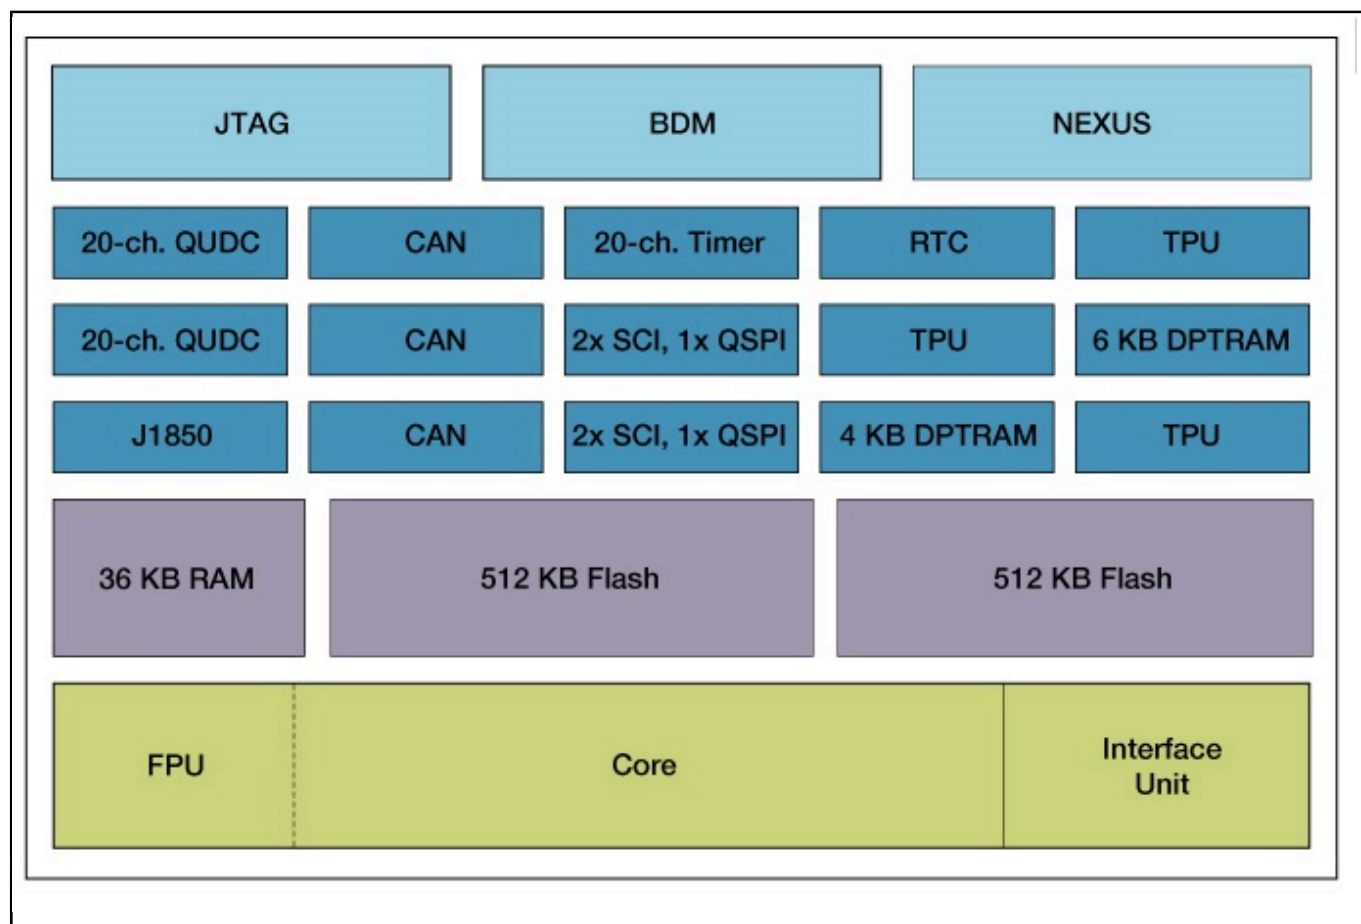 JTAG
BDM
NEXUS
20-ch. QUDC
CAN
20-ch. Timer
RTC
TPU
20-ch. QUDC
CAN
2x SCI, 1x QSPI
TPU
6 KB DPTRAM
J1850
CAN
2x SCI, 1x QSPI
4 KB DPTRAM
TPU
36 KB RAM
512 KB Flash
512 KB Flash
FPU
Core
Interface
Unit